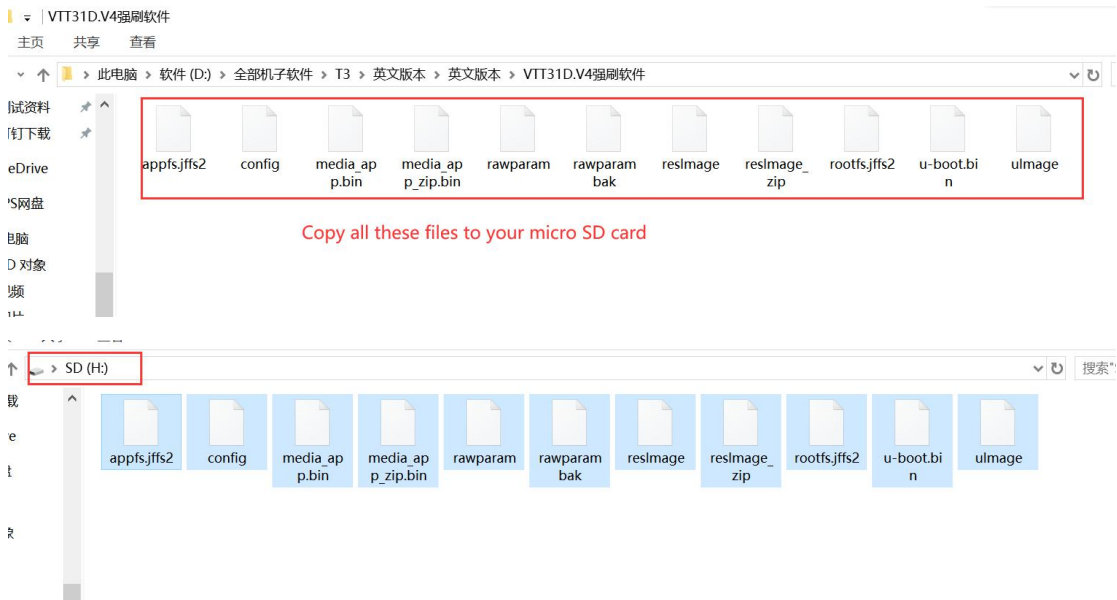 VTT31D.V4强刷软件
主页 共享 查看
此电脑 > 软件 (D:) > 全部机子软件 > T3 > 英文版本 > 英文版本 > VTT31D.V4强刷软件
appfs.jffs2 config media_ap media_ap rawparam rawparam resImage resImage_ rootfs.jffs2 u-boot.bi uImage
p.bin p_zip.bin bak zip n
Copy all these files to your micro SD card
测试资料
钉下载
eDrive
网盘
电脑
D 对象
视频
SD (H:) 搜索"
appfs.jffs2 config media_ap media_ap rawparam rawparam resImage resImage_ rootfs.jffs2 u-boot.bi uImage
p.bin p_zip.bin bak zip n